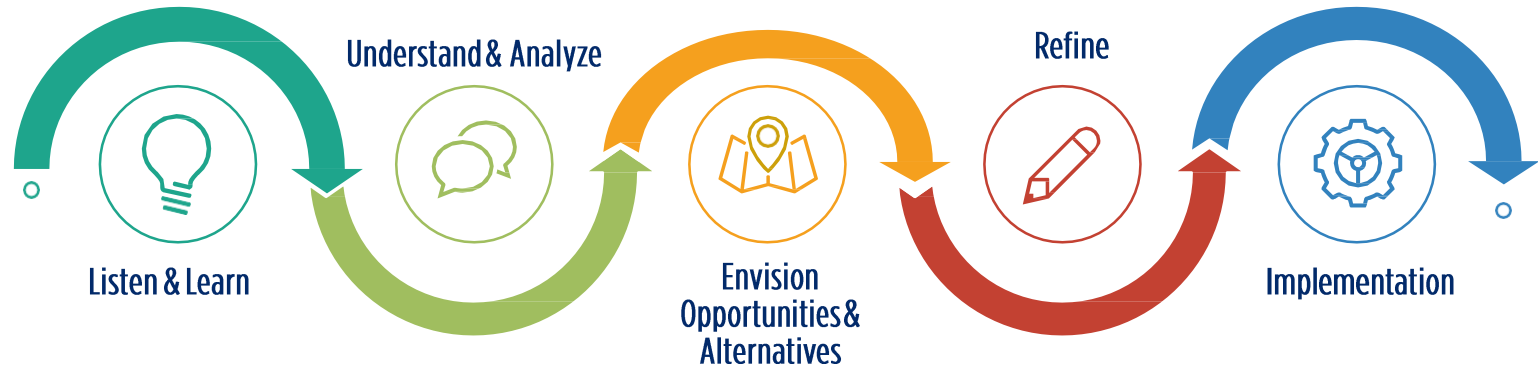 Listen & Learn
Understand & Analyze
Envision
Opportunities &
Alternatives
Refine
Implementation